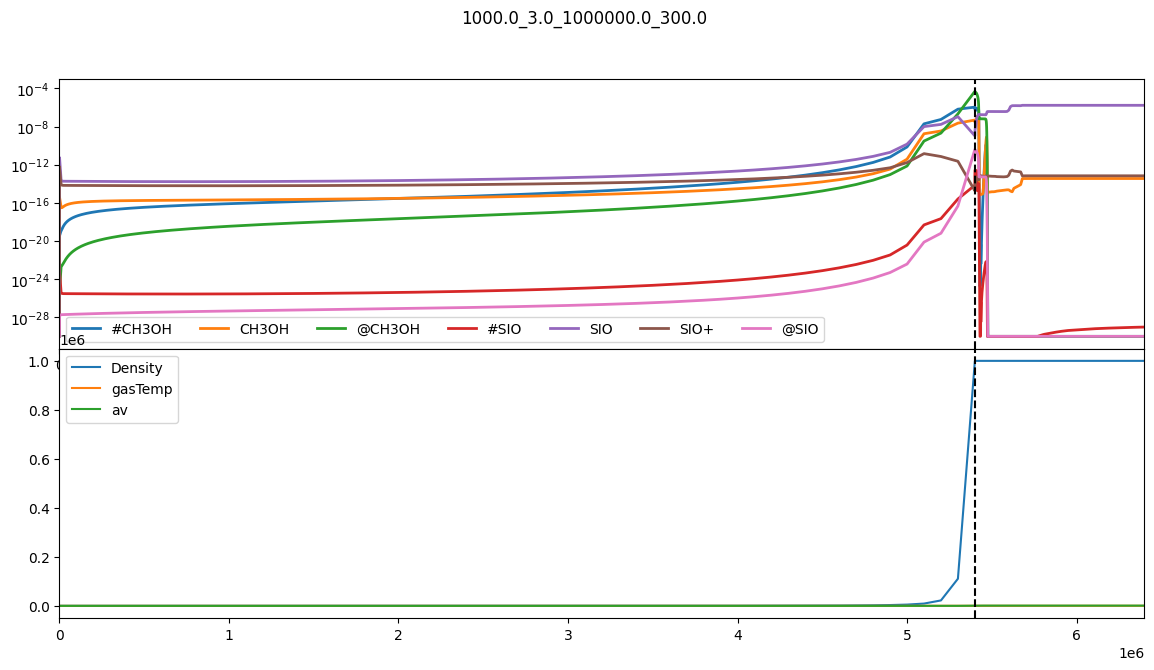 1000.0_3.0_1000000.0_300.0
10⁻⁴
10⁻⁸
10⁻¹²
10⁻¹⁶
10⁻²⁰
10⁻²⁴
10⁻²⁸
#CH3OH CH3OH @CH3OH #SIO SIO SIO+ @SIO
1e6
1.0
0.8
0.6
0.4
0.2
0.0
Density
gasTemp
av
0 1 2 3 4 5 6
1e6